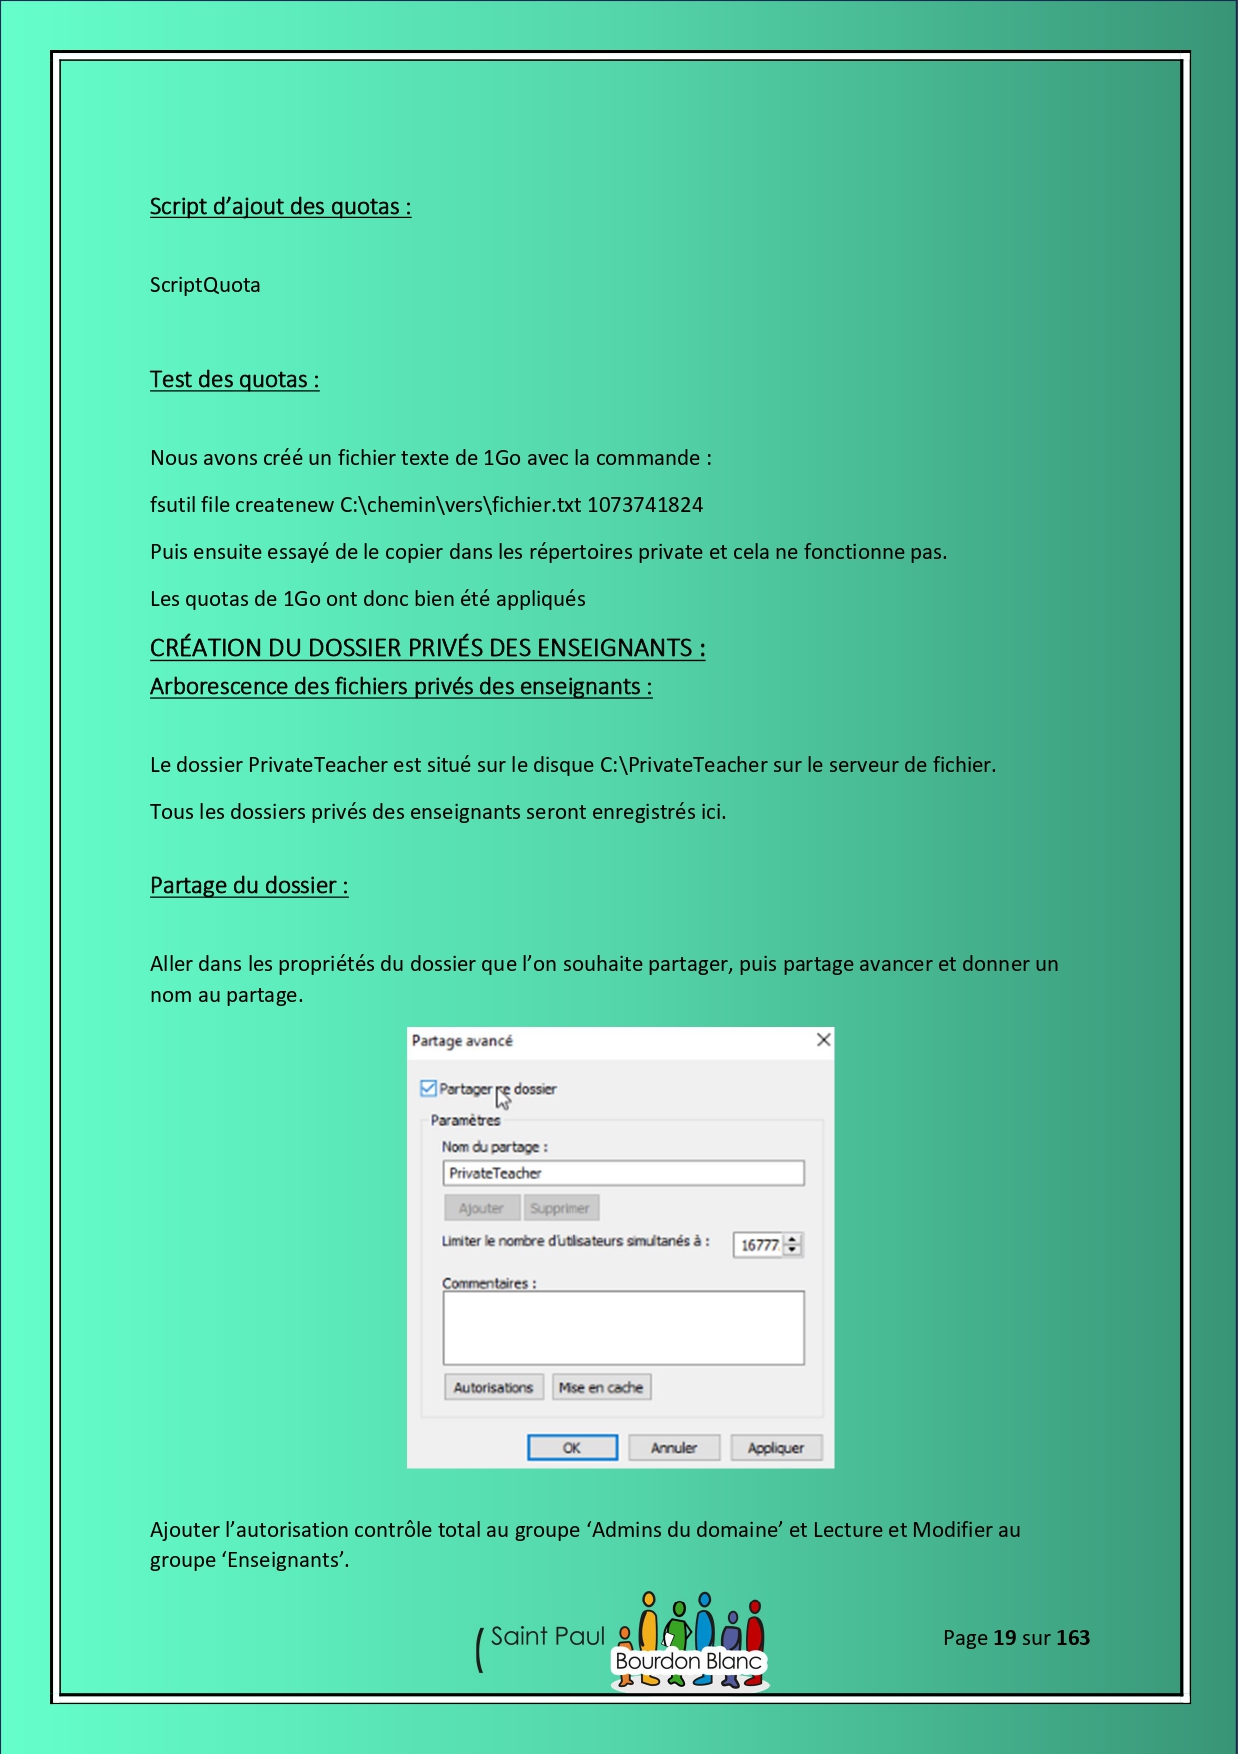 Script d’ajout des quotas :
ScriptQuota
Test des quotas :
Nous avons créé un fichier texte de 1Go avec la commande :
fsutil file createnew C:\chemin\vers\fichier.txt 1073741824
Puis ensuite essayé de le copier dans les répertoires private et cela ne fonctionne pas.
Les quotas de 1Go ont donc bien été appliqués
CRÉATION DU DOSSIER PRIVÉS DES ENSEIGNANTS :
Arborescence des fichiers privés des enseignants :
Le dossier PrivateTeacher est situé sur le disque C:\PrivateTeacher sur le serveur de fichier.
Tous les dossiers privés des enseignants seront enregistrés ici.
Partage du dossier :
Aller dans les propriétés du dossier que l’on souhaite partager, puis partage avancer et donner un
nom au partage.
Partage avancé
Partager ce dossier
Paramètres
Nom du partage :
PrivateTeacher
Ajouter Supprimer
Limiter le nombre d'utilisateurs simultanés à : 16777
Commentaires :
Autorisations Mise en cache
OK Annuler Appliquer
Ajouter l’autorisation contrôle total au groupe ‘Admins du domaine’ et Lecture et Modifier au
groupe ‘Enseignants’.
Saint Paul
Bourdon Blanc
Page 19 sur 163